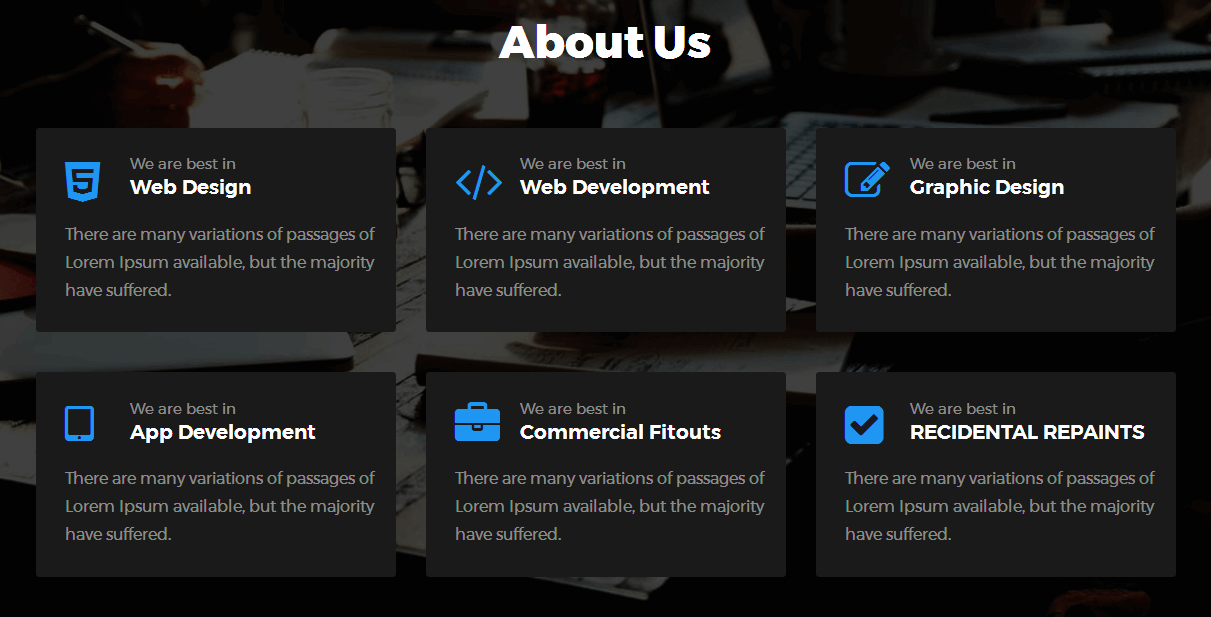 About Us
We are best in
Web Design
There are many variations of passages of
Lorem Ipsum available, but the majority
have suffered.
We are best in
Web Development
There are many variations of passages of
Lorem Ipsum available, but the majority
have suffered.
We are best in
Graphic Design
There are many variations of passages of
Lorem Ipsum available, but the majority
have suffered.
We are best in
App Development
There are many variations of passages of
Lorem Ipsum available, but the majority
have suffered.
We are best in
Commercial Fitouts
There are many variations of passages of
Lorem Ipsum available, but the majority
have suffered.
We are best in
RECIDENTAL REPAINTS
There are many variations of passages of
Lorem Ipsum available, but the majority
have suffered.